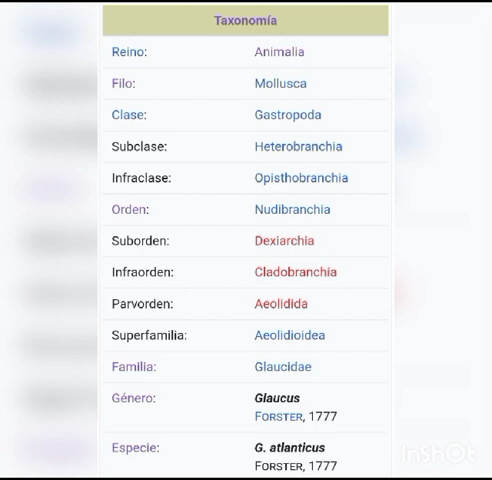 Taxonomía
Reino: Animalia
Filo: Mollusca
Clase: Gastropoda
Subclase: Heterobranchia
Infraclase: Opisthobranchia
Orden: Nudibranchia
Suborden: Dexiarchia
Infraorden: Cladobranchia
Parvorden: Aeolidida
Superfamilia: Aeolidioidea
Familia: Glaucidae
Género: Glaucus
FORSTER, 1777
Especie: G. atlanticus
FORSTER, 1777
InShOt